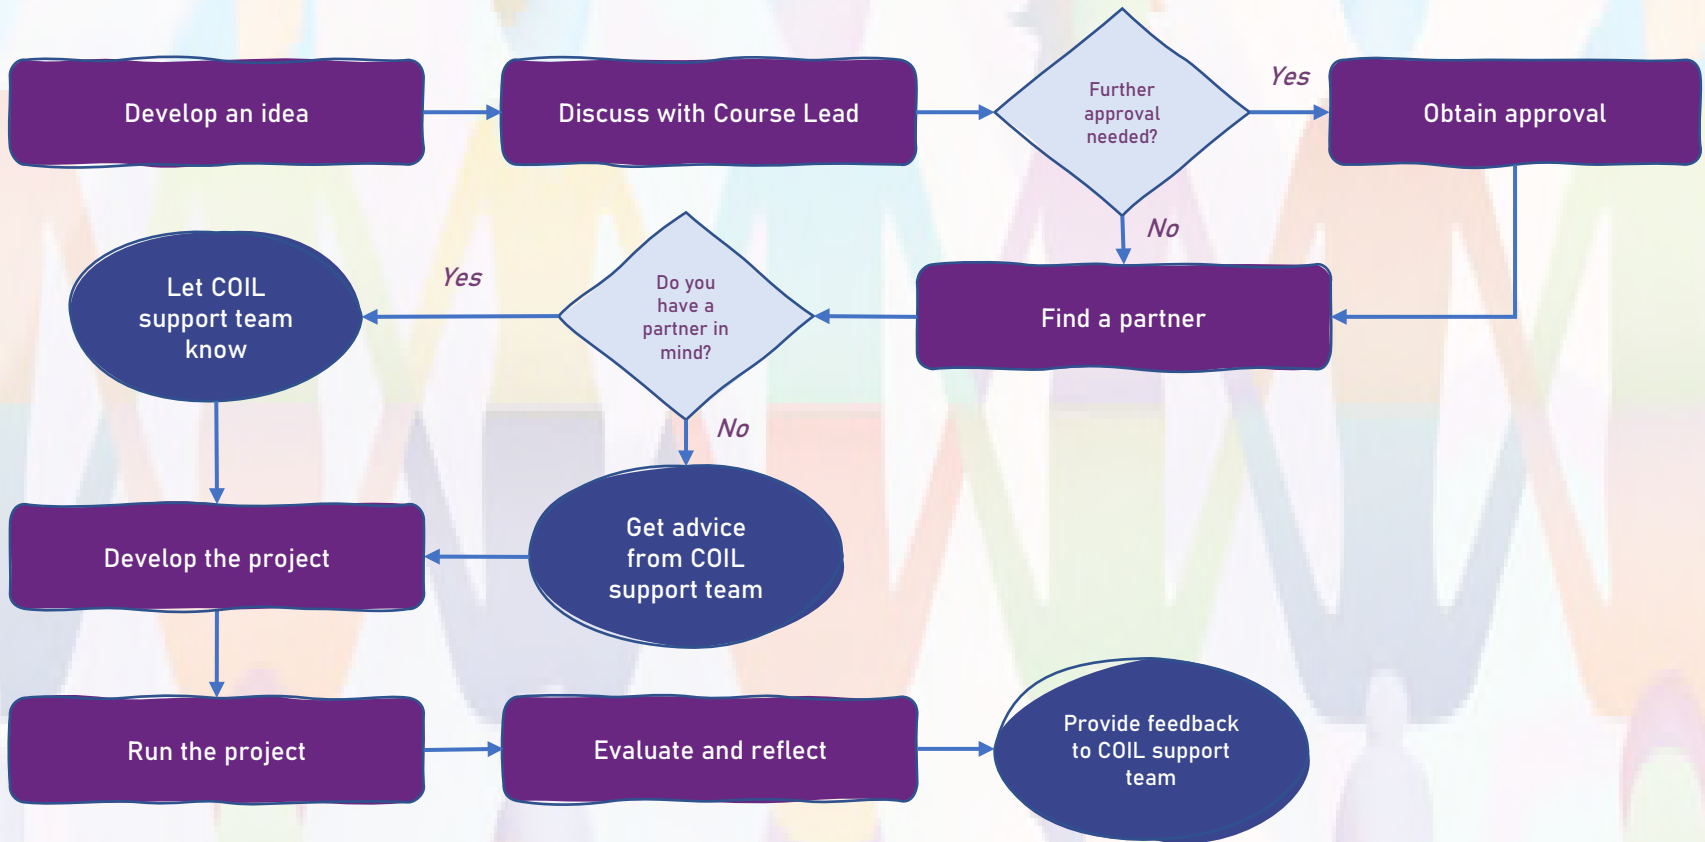 Develop an idea
Discuss with Course Lead
Further
approval
needed?
Yes
Obtain approval
No
Find a partner
Do you
have a
partner in
mind?
Yes
Let COIL
support team
know
No
Get advice
from COIL
support team
Develop the project
Run the project
Evaluate and reflect
Provide feedback
to COIL support
team